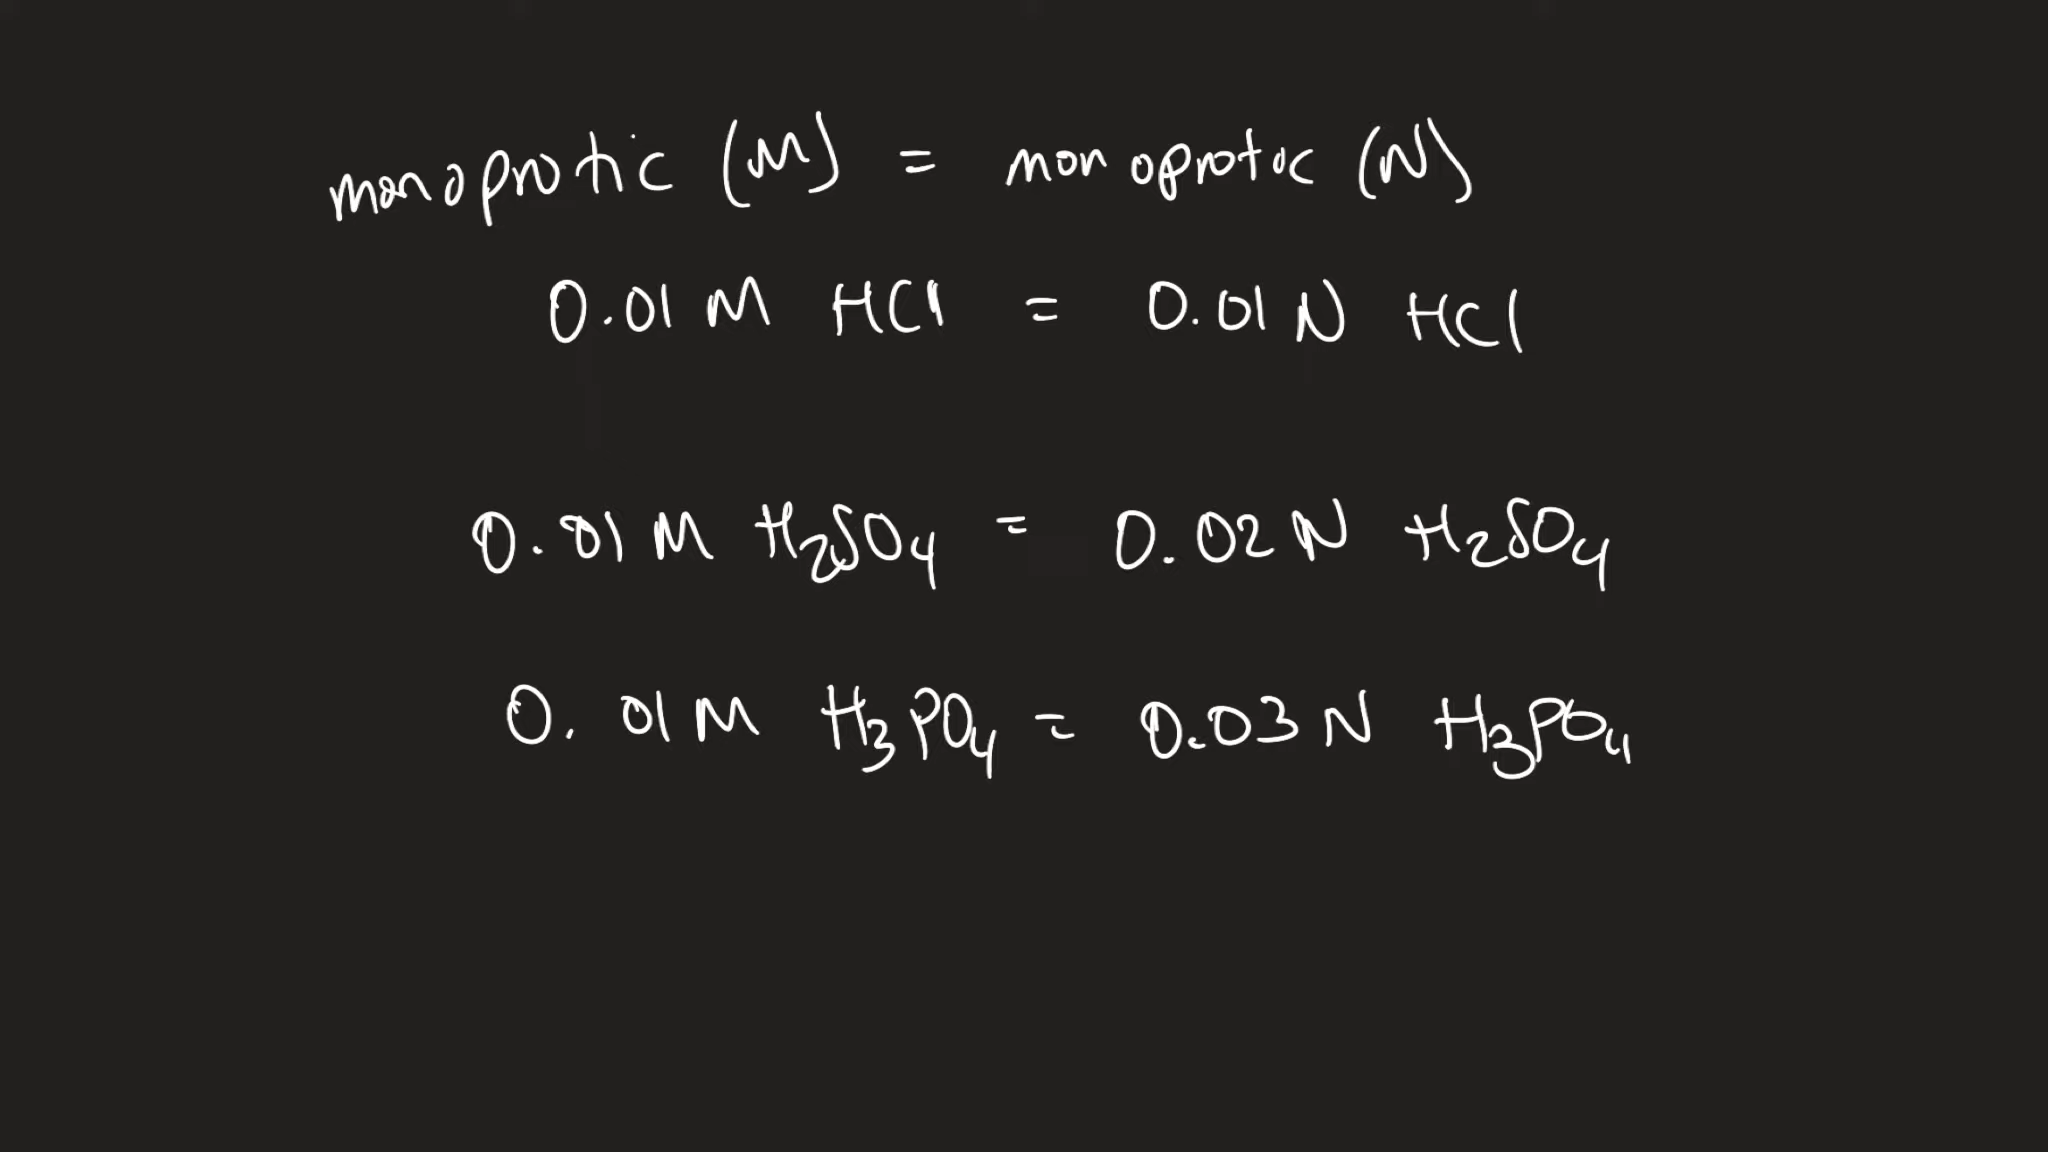 monoprotic (M) = monoprotic (N)
0.01 M HCl = 0.01 N HCl
0.01 M H₂SO₄ = 0.02 N H₂SO₄
0.01 M H₃PO₄ = 0.03 N H₃PO₄